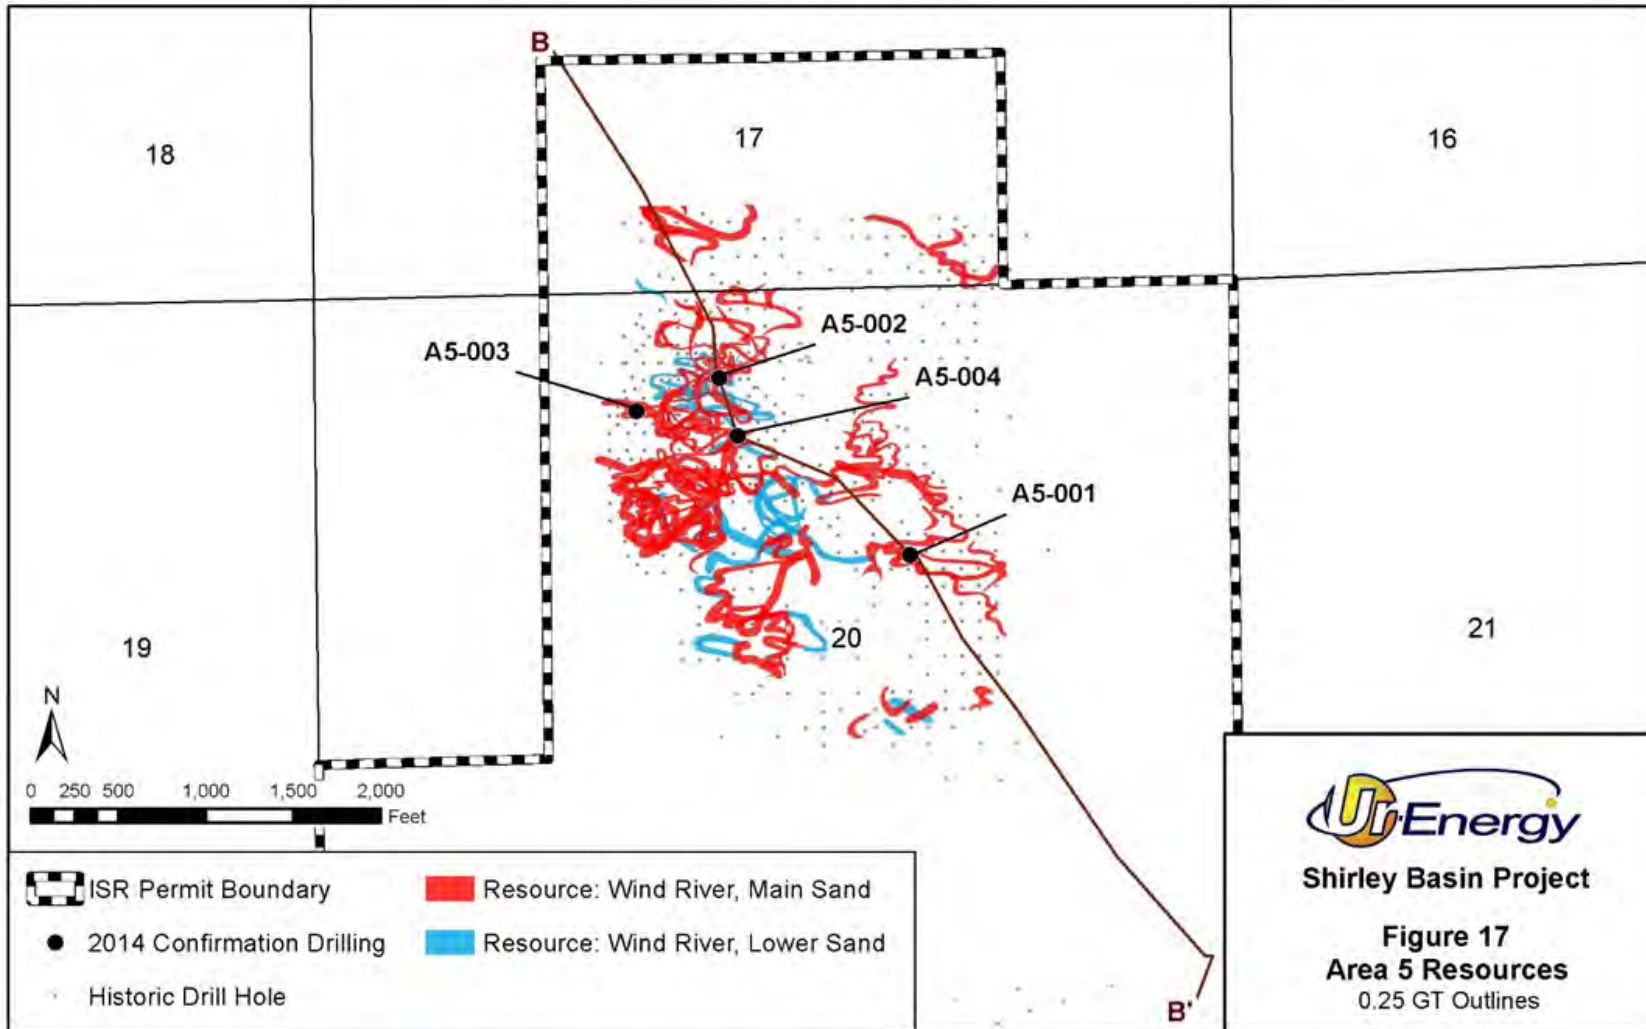 B
17
16
18
A5-002
A5-003
A5-004
A5-001
20
19
21
N
0 250 500 1,000 1,500 2,000
Feet
ISR Permit Boundary
Resource: Wind River, Main Sand
2014 Confirmation Drilling
Resource: Wind River, Lower Sand
Historic Drill Hole
B'
Ur-Energy
Shirley Basin Project
Figure 17
Area 5 Resources
0.25 GT Outlines